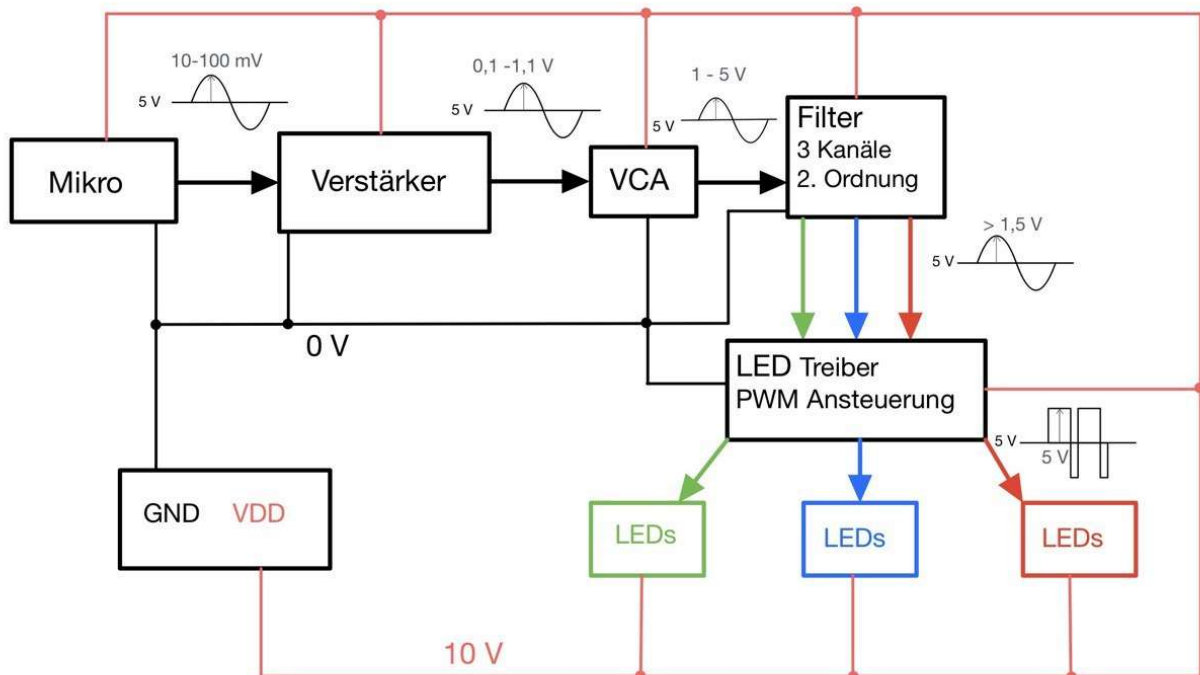 10-100 mV
5 V
0,1 -1,1 V
5 V
1 - 5 V
5 V
Mikro
Verstärker
VCA
Filter
3 Kanäle
2. Ordnung
> 1,5 V
5 V
0 V
LED Treiber
PWM Ansteuerung
5 V
5 V
GND VDD
LEDs
LEDs
LEDs
10 V